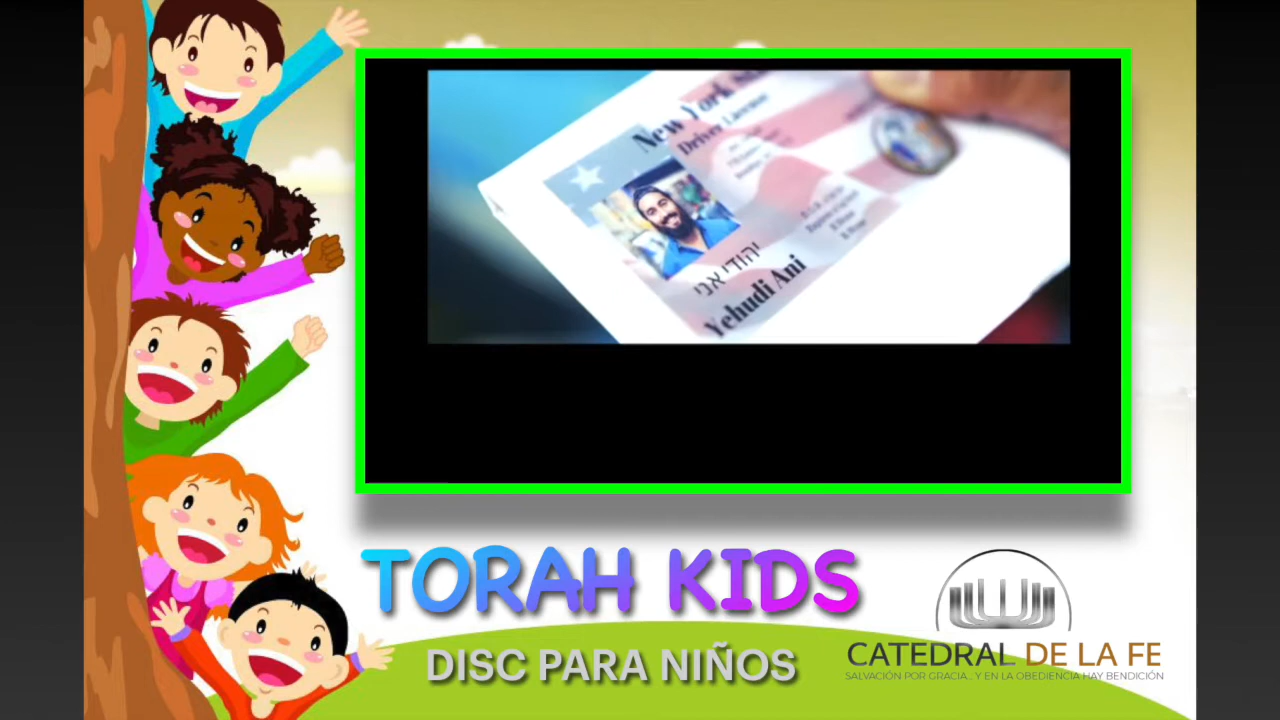 New York
Driver License
יהודי אני
Yehudi Ani
TORAH KIDS
DISC PARA NIÑOS
CATEDRAL DE LA FE
SALVACIÓN POR GRACIA... Y EN LA OBEDIENCIA HAY BENDICIÓN